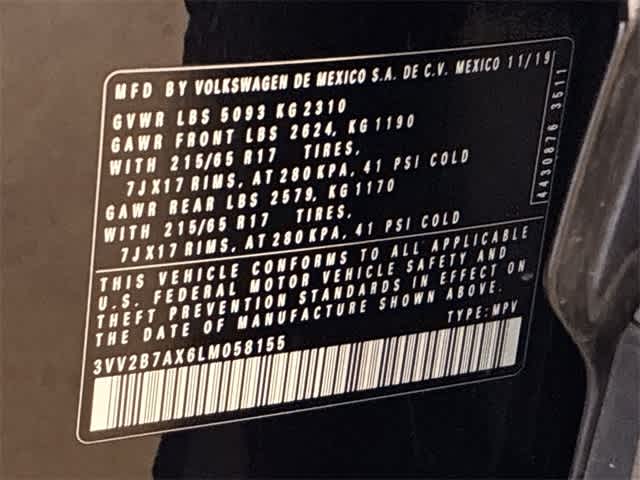 MFD BY VOLKSWAGEN DE MEXICO S.A. DE C.V. MEXICO 11/19
GVWR LBS 5093 KG 2310
GAWR FRONT LBS 2624, KG 1190
WITH 215/65 R17 TIRES,
7JX17 RIMS, AT 280 KPA, 41 PSI COLD
GAWR REAR LBS 2579, KG 1170
WITH 215/65 R17 TIRES,
7JX17 RIMS, AT 280 KPA, 41 PSI COLD
4430876 3511
THIS VEHICLE CONFORMS TO ALL APPLICABLE
U.S. FEDERAL MOTOR VEHICLE SAFETY AND
THEFT PREVENTION STANDARDS IN EFFECT ON
THE DATE OF MANUFACTURE SHOWN ABOVE.
3VV2B7AX6LM058155 TYPE: MPV